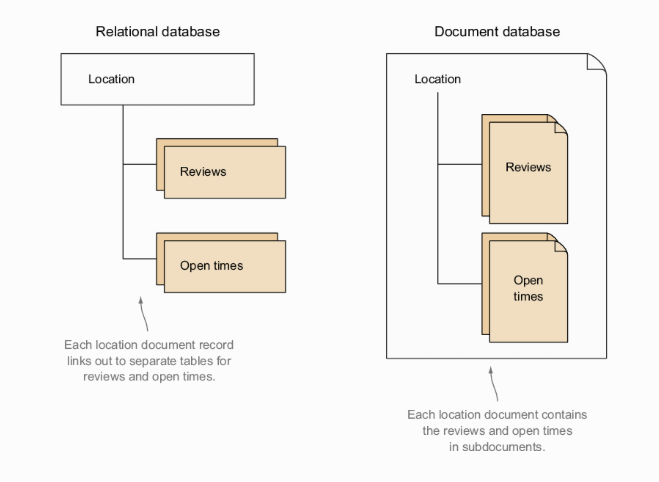 Relational database
Location
Reviews
Open times
Each location document record
links out to separate tables for
reviews and open times.
Document database
Location
Reviews
Open
times
Each location document contains
the reviews and open times
in subdocuments.